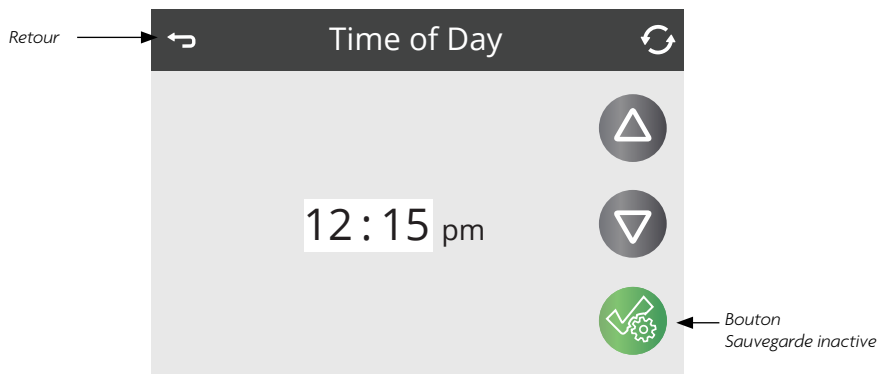 Retour
Time of Day
12:15 pm
Bouton
Sauvegarde inactive